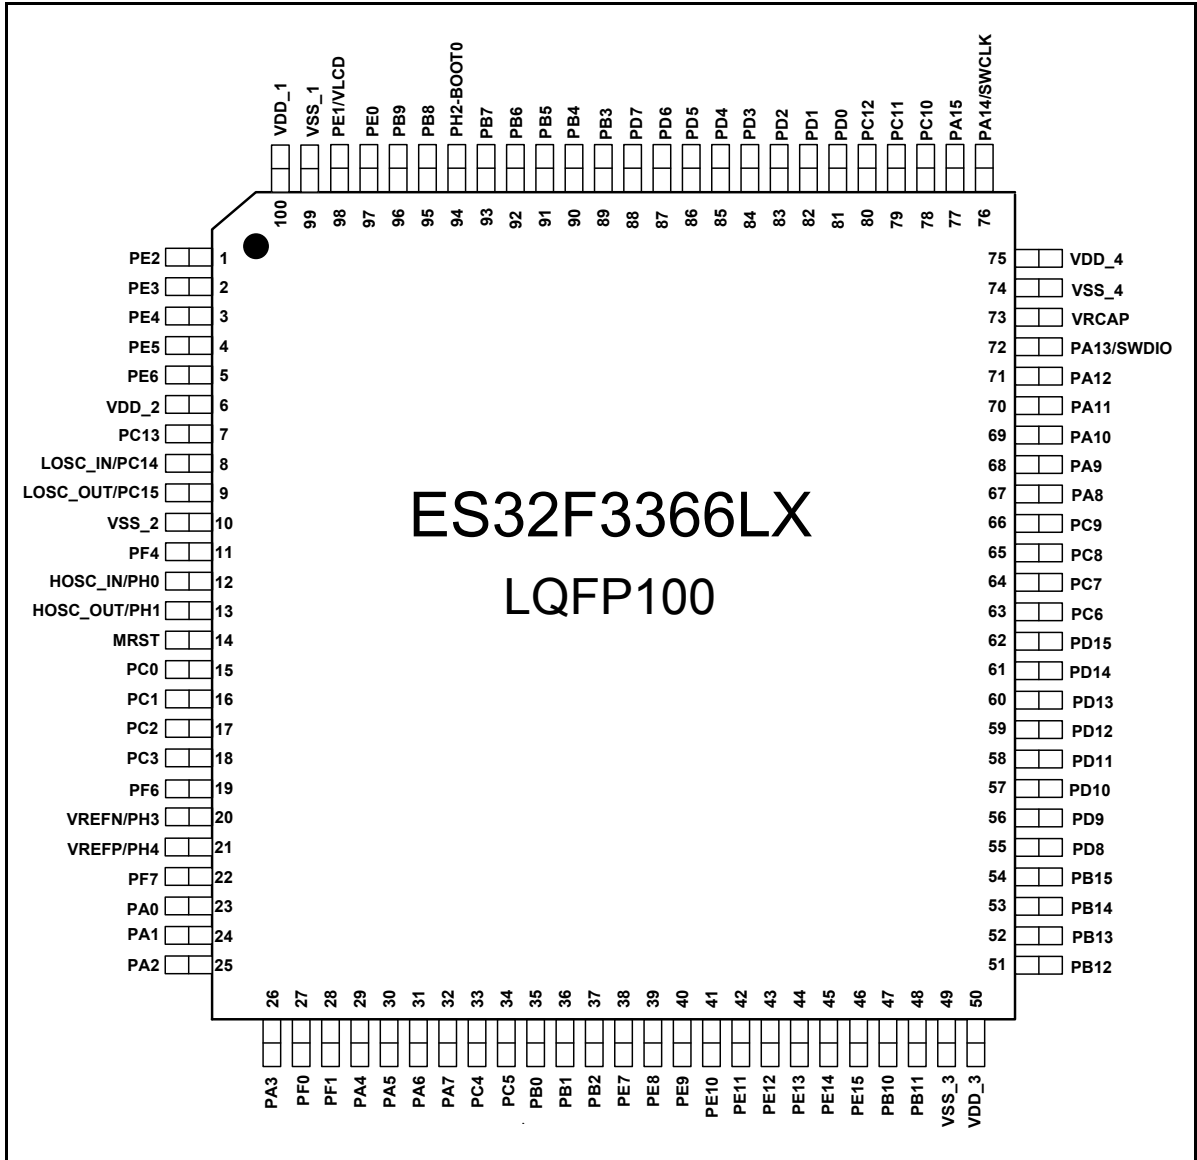 VDD_1
VSS_1
PE1/VLCD
PE0
PB9
PB8
PH2-BOOT0
PB7
PB6
PB5
PB4
PB3
PD7
PD6
PD5
PD4
PD3
PD2
PD1
PD0
PC12
PC11
PC10
PA15
PA14/SWCLK
100
99
98
97
96
95
94
93
92
91
90
89
88
87
86
85
84
83
82
81
80
79
78
77
76
PE2 1
PE3 2
PE4 3
PE5 4
PE6 5
VDD_2 6
PC13 7
LOSC_IN/PC14 8
LOSC_OUT/PC15 9
VSS_2 10
PF4 11
HOSC_IN/PH0 12
HOSC_OUT/PH1 13
MRST 14
PC0 15
PC1 16
PC2 17
PC3 18
PF6 19
VREFN/PH3 20
VREFP/PH4 21
PF7 22
PA0 23
PA1 24
PA2 25
ES32F3366LX
LQFP100
75 VDD_4
74 VSS_4
73 VRCAP
72 PA13/SWDIO
71 PA12
70 PA11
69 PA10
68 PA9
67 PA8
66 PC9
65 PC8
64 PC7
63 PC6
62 PD15
61 PD14
60 PD13
59 PD12
58 PD11
57 PD10
56 PD9
55 PD8
54 PB15
53 PB14
52 PB13
51 PB12
26
27
28
29
30
31
32
33
34
35
36
37
38
39
40
41
42
43
44
45
46
47
48
49
50
PA3
PF0
PF1
PA4
PA5
PA6
PA7
PC4
PC5
PB0
PB1
PB2
PE7
PE8
PE9
PE10
PE11
PE12
PE13
PE14
PE15
PB10
PB11
VSS_3
VDD_3